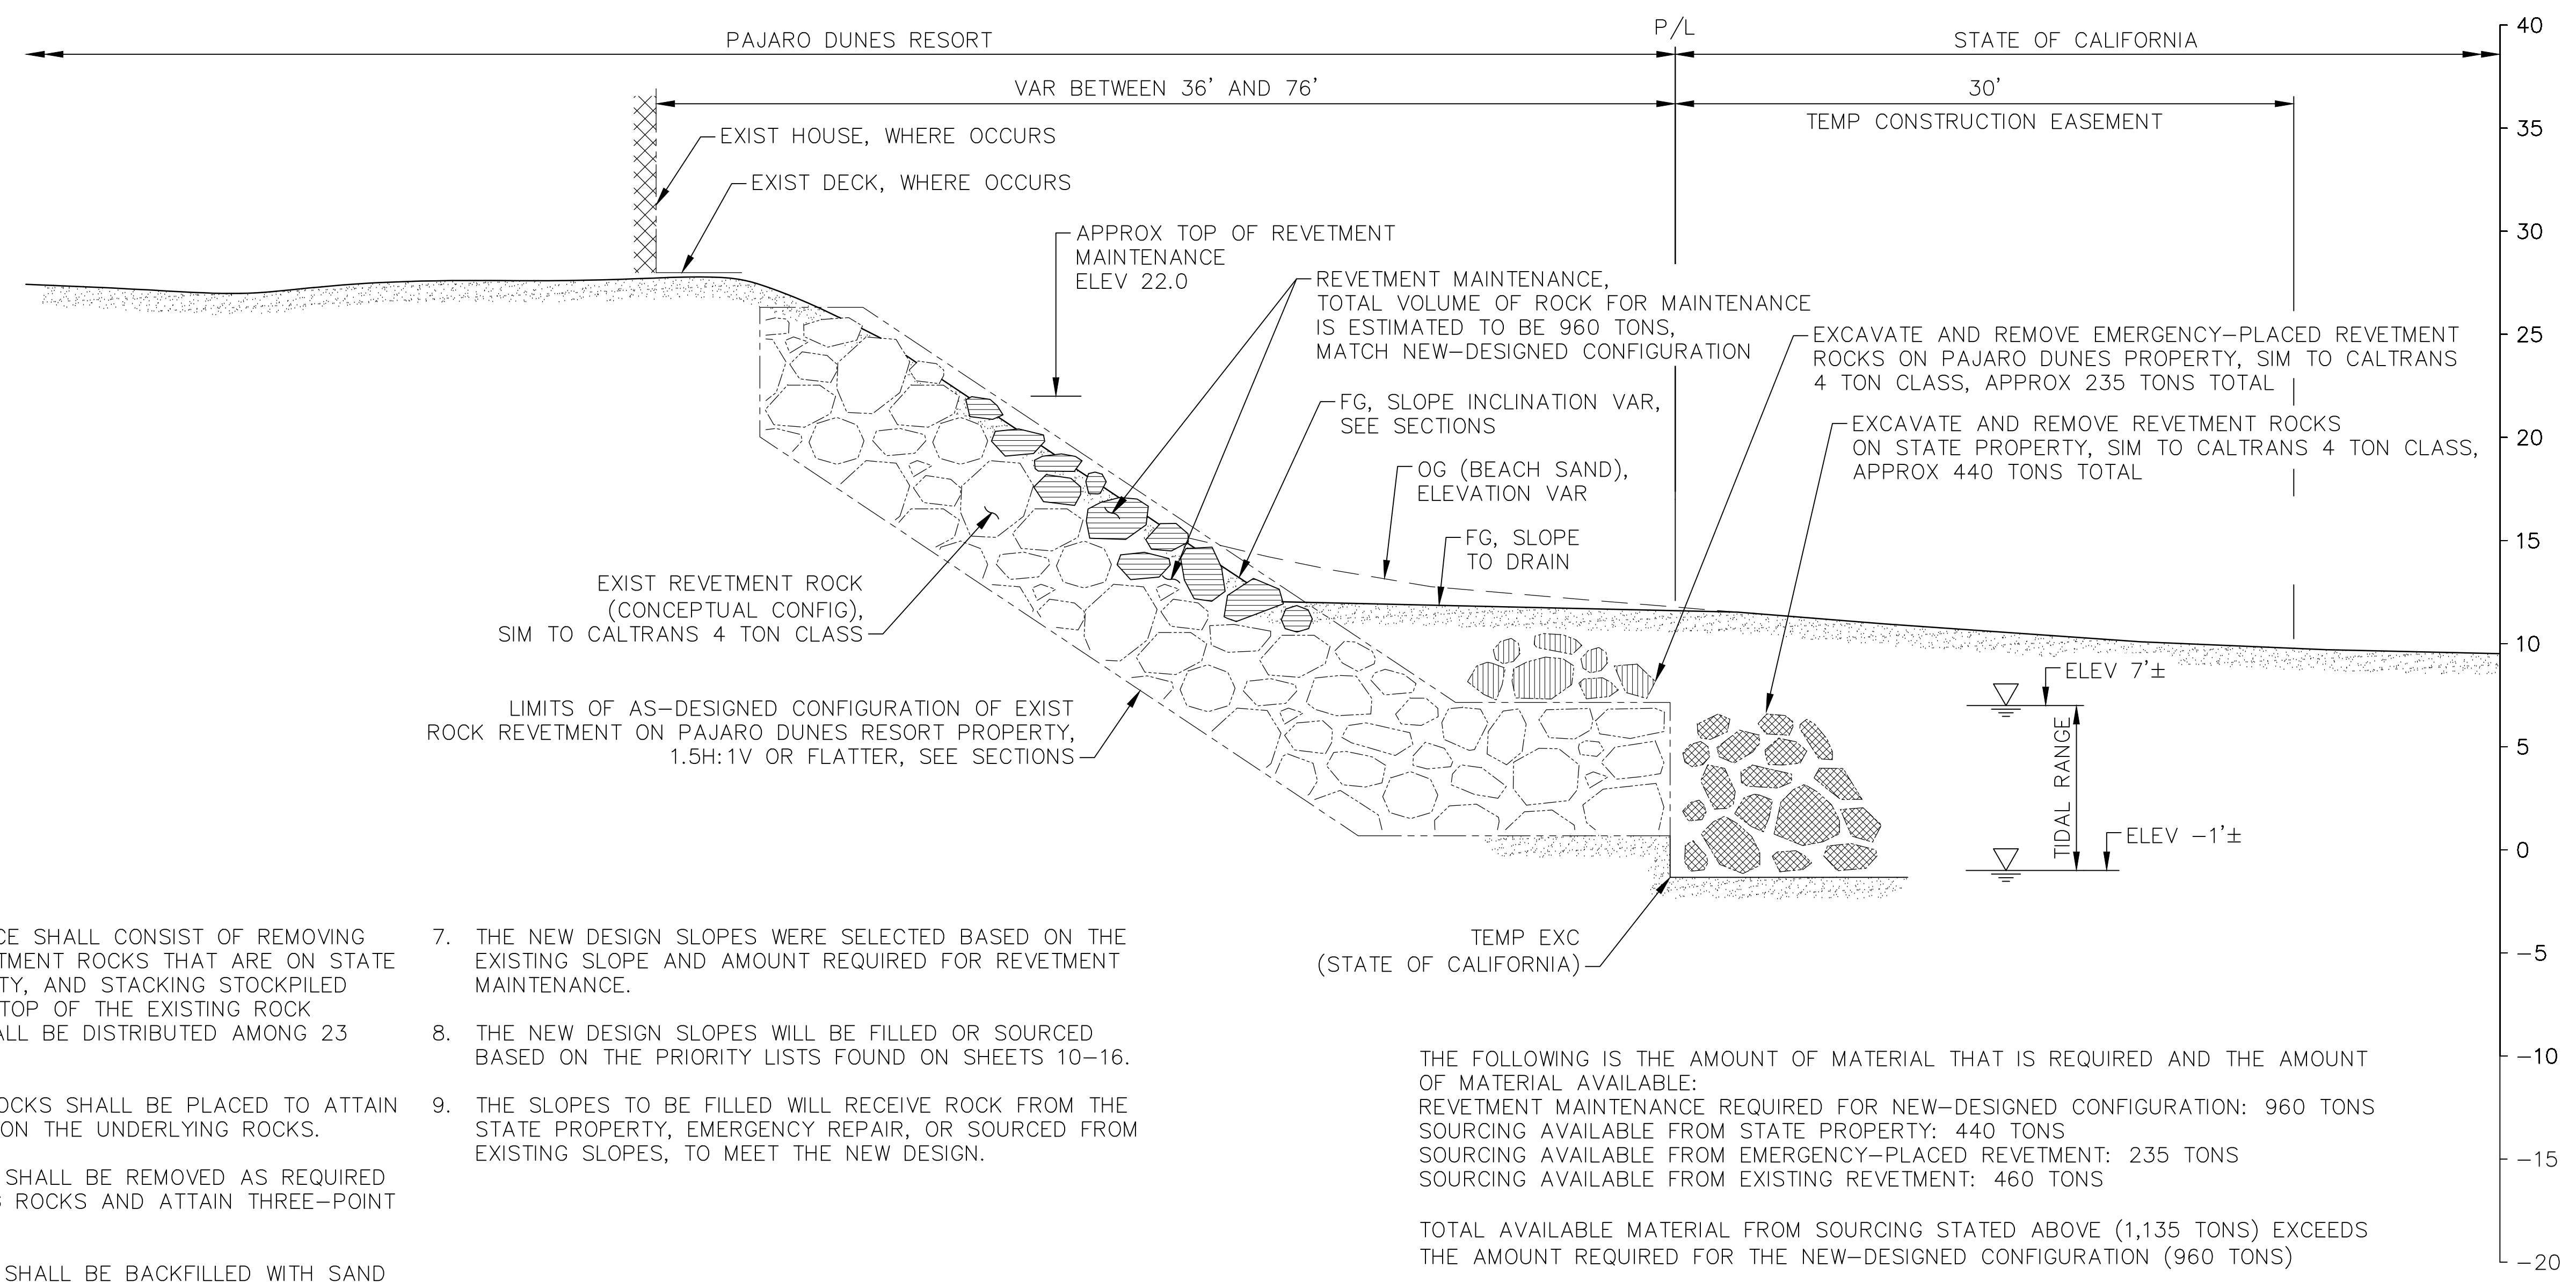 PAJARO DUNES RESORT
P/L
STATE OF CALIFORNIA
VAR BETWEEN 36' AND 76'
30'
TEMP CONSTRUCTION EASEMENT
EXIST HOUSE, WHERE OCCURS
EXIST DECK, WHERE OCCURS
APPROX TOP OF REVETMENT
MAINTENANCE
ELEV 22.0
REVETMENT MAINTENANCE,
TOTAL VOLUME OF ROCK FOR MAINTENANCE
IS ESTIMATED TO BE 960 TONS,
MATCH NEW-DESIGNED CONFIGURATION
EXCAVATE AND REMOVE EMERGENCY-PLACED REVETMENT
ROCKS ON PAJARO DUNES PROPERTY, SIM TO CALTRANS
4 TON CLASS, APPROX 235 TONS TOTAL
FG, SLOPE INCLINATION VAR,
SEE SECTIONS
EXCAVATE AND REMOVE REVETMENT ROCKS
ON STATE PROPERTY, SIM TO CALTRANS 4 TON CLASS,
APPROX 440 TONS TOTAL
OG (BEACH SAND),
ELEVATION VAR
FG, SLOPE
TO DRAIN
EXIST REVETMENT ROCK
(CONCEPTUAL CONFIG),
SIM TO CALTRANS 4 TON CLASS
LIMITS OF AS-DESIGNED CONFIGURATION OF EXIST
ROCK REVETMENT ON PAJARO DUNES RESORT PROPERTY,
1.5H:1V OR FLATTER, SEE SECTIONS
ELEV 7'±
TIDAL RANGE
ELEV -1'±
TEMP EXC
(STATE OF CALIFORNIA)
40
35
30
25
20
15
10
5
0
-5
-10
-15
-20
CE SHALL CONSIST OF REMOVING
TMENT ROCKS THAT ARE ON STATE
TY, AND STACKING STOCKPILED
TOP OF THE EXISTING ROCK
ALL BE DISTRIBUTED AMONG 23
OCKS SHALL BE PLACED TO ATTAIN
ON THE UNDERLYING ROCKS.
SHALL BE REMOVED AS REQUIRED
S ROCKS AND ATTAIN THREE-POINT
SHALL BE BACKFILLED WITH SAND
7. THE NEW DESIGN SLOPES WERE SELECTED BASED ON THE
EXISTING SLOPE AND AMOUNT REQUIRED FOR REVETMENT
MAINTENANCE.
8. THE NEW DESIGN SLOPES WILL BE FILLED OR SOURCED
BASED ON THE PRIORITY LISTS FOUND ON SHEETS 10-16.
9. THE SLOPES TO BE FILLED WILL RECEIVE ROCK FROM THE
STATE PROPERTY, EMERGENCY REPAIR, OR SOURCED FROM
EXISTING SLOPES, TO MEET THE NEW DESIGN.
THE FOLLOWING IS THE AMOUNT OF MATERIAL THAT IS REQUIRED AND THE AMOUNT
OF MATERIAL AVAILABLE:
REVETMENT MAINTENANCE REQUIRED FOR NEW-DESIGNED CONFIGURATION: 960 TONS
SOURCING AVAILABLE FROM STATE PROPERTY: 440 TONS
SOURCING AVAILABLE FROM EMERGENCY-PLACED REVETMENT: 235 TONS
SOURCING AVAILABLE FROM EXISTING REVETMENT: 460 TONS
TOTAL AVAILABLE MATERIAL FROM SOURCING STATED ABOVE (1,135 TONS) EXCEEDS
THE AMOUNT REQUIRED FOR THE NEW-DESIGNED CONFIGURATION (960 TONS)